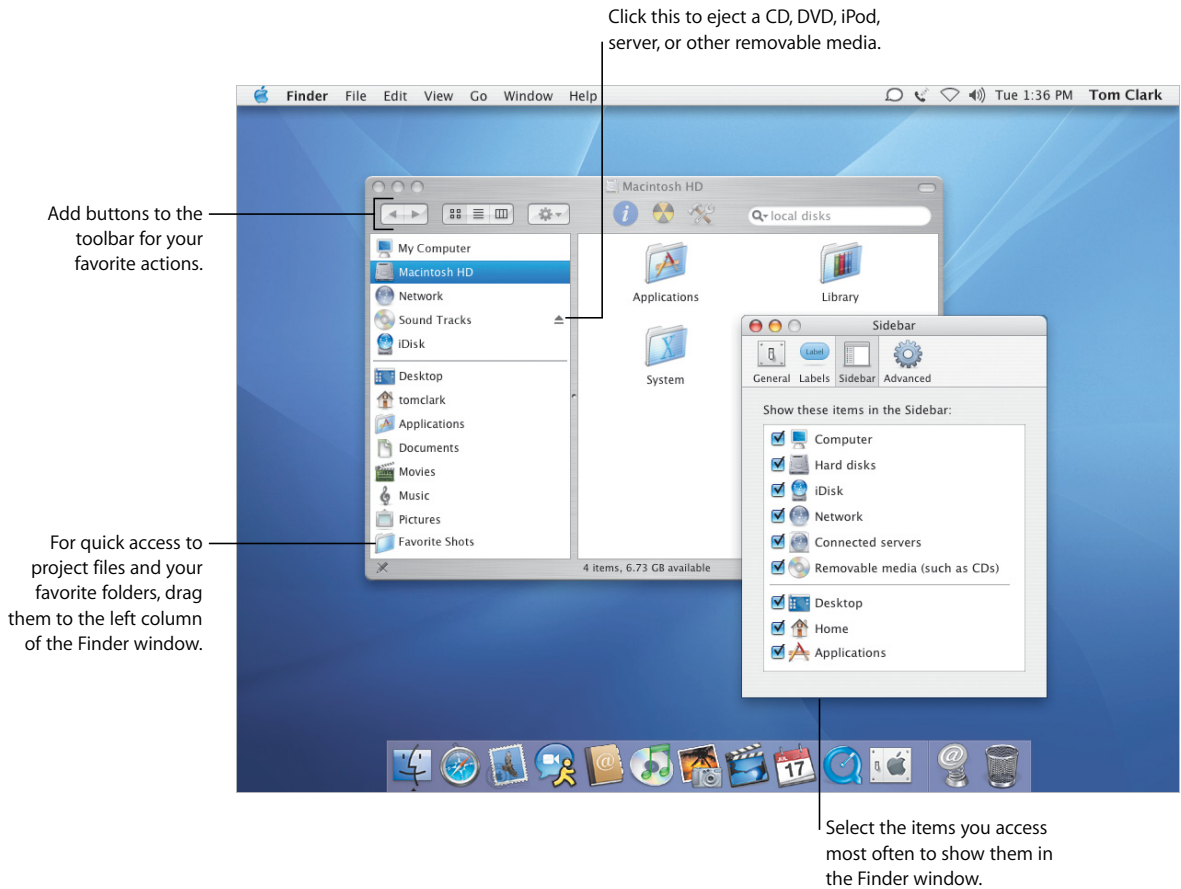 Click this to eject a CD, DVD, iPod,
server, or other removable media.
Finder File Edit View Go Window Help
Tue 1:36 PM Tom Clark
Add buttons to the
toolbar for your
favorite actions.
Macintosh HD
local disks
My Computer
Macintosh HD
Network
Sound Tracks
iDisk
Desktop
tomclark
Applications
Documents
Movies
Music
Pictures
Favorite Shots
Applications
Library
System
4 items, 6.73 GB available
For quick access to
project files and your
favorite folders, drag
them to the left column
of the Finder window.
Sidebar
Label
General Labels Sidebar Advanced
Show these items in the Sidebar:
Computer
Hard disks
iDisk
Network
Connected servers
Removable media (such as CDs)
Desktop
Home
Applications
JUL
17
Select the items you access
most often to show them in
the Finder window.